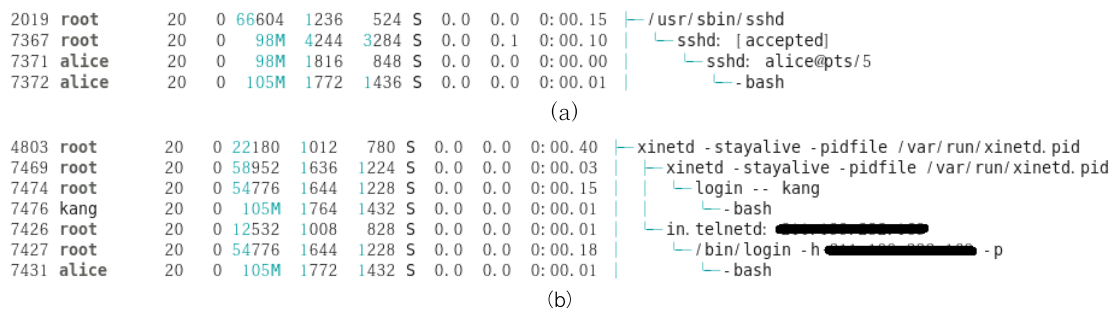 2019 root 20 0 66604 1236 524 S 0.0 0.0 0:00.15 ├─ /usr/sbin/sshd
7367 root 20 0 98M 4244 3284 S 0.0 0.1 0:00.10 │ └─ sshd: [accepted]
7371 alice 20 0 98M 1816 848 S 0.0 0.0 0:00.00 │ └─ sshd: alice@pts/5
7372 alice 20 0 105M 1772 1436 S 0.0 0.0 0:00.01 │ └─ -bash
(a)
4803 root 20 0 22180 1012 780 S 0.0 0.0 0:00.40 ├─ xinetd -stayalive -pidfile /var/run/xinetd.pid
7469 root 20 0 58952 1636 1224 S 0.0 0.0 0:00.03 │ ├─ xinetd -stayalive -pidfile /var/run/xinetd.pid
7474 root 20 0 54776 1644 1228 S 0.0 0.0 0:00.15 │ │ └─ login -- kang
7476 kang 20 0 105M 1764 1432 S 0.0 0.0 0:00.01 │ │ └─ -bash
7426 root 20 0 12532 1008 828 S 0.0 0.0 0:00.01 │ └─ in.telnetd:
7427 root 20 0 54776 1644 1228 S 0.0 0.0 0:00.18 │ └─ /bin/login -h -p
7431 alice 20 0 105M 1772 1432 S 0.0 0.0 0:00.01 │ └─ -bash
(b)